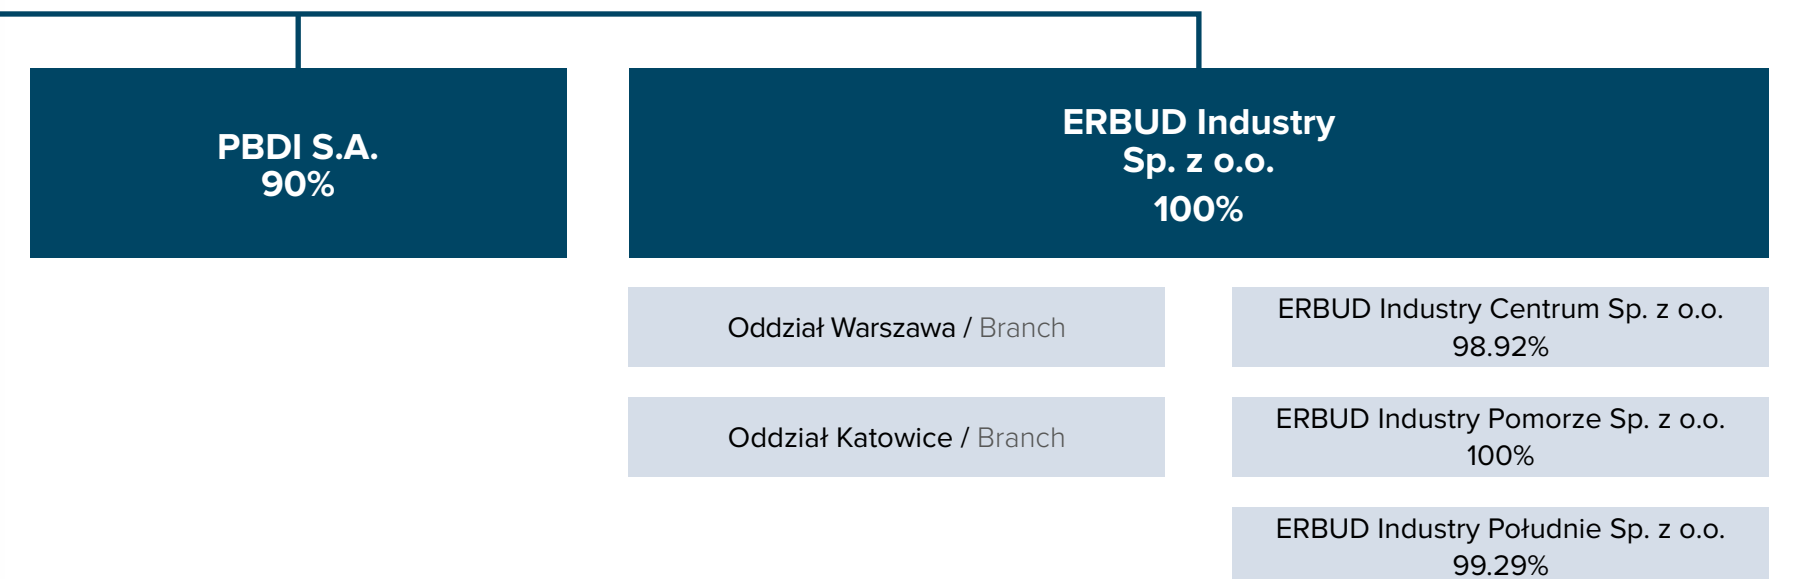 PBDI S.A.
90%
ERBUD Industry
Sp. z o.o.
100%
Oddział Warszawa / Branch
Oddział Katowice / Branch
ERBUD Industry Centrum Sp. z o.o.
98.92%
ERBUD Industry Pomorze Sp. z o.o.
100%
ERBUD Industry Południe Sp. z o.o.
99.29%